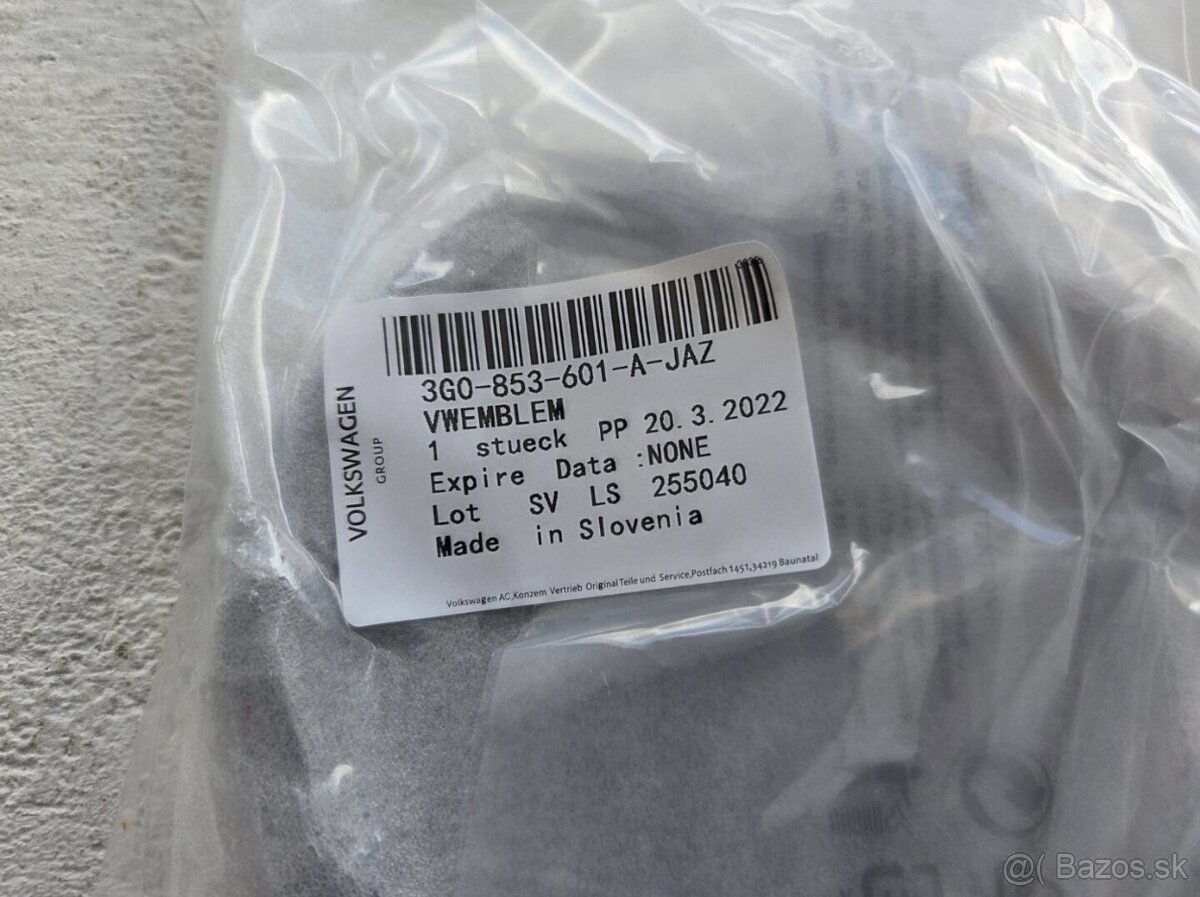 VOLKSWAGEN
GROUP
3G0-853-601-A-JAZ
VWEMBLEM
1 stueck PP 20.3.2022
Expire Data :NONE
Lot SV LS 255040
Made in Slovenia
Volkswagen AG,Konzem Vertrieb Original Teile und Service,Postfach 1451,34219 Baunatal
@( Bazos.sk